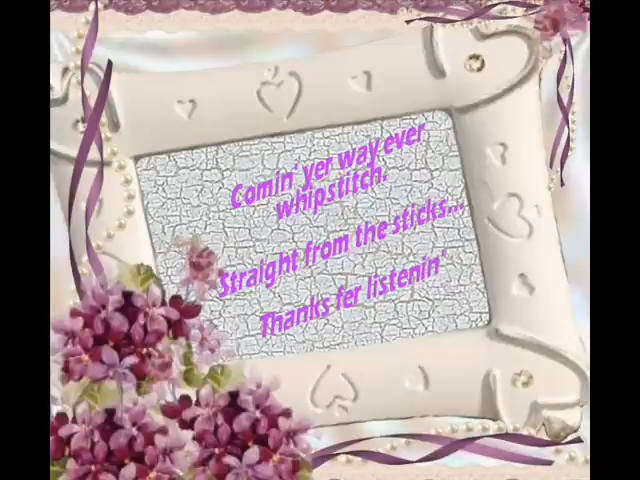 Comin' yer way ever
whipstitch.
Straight from the sticks...
Thanks fer listenin'